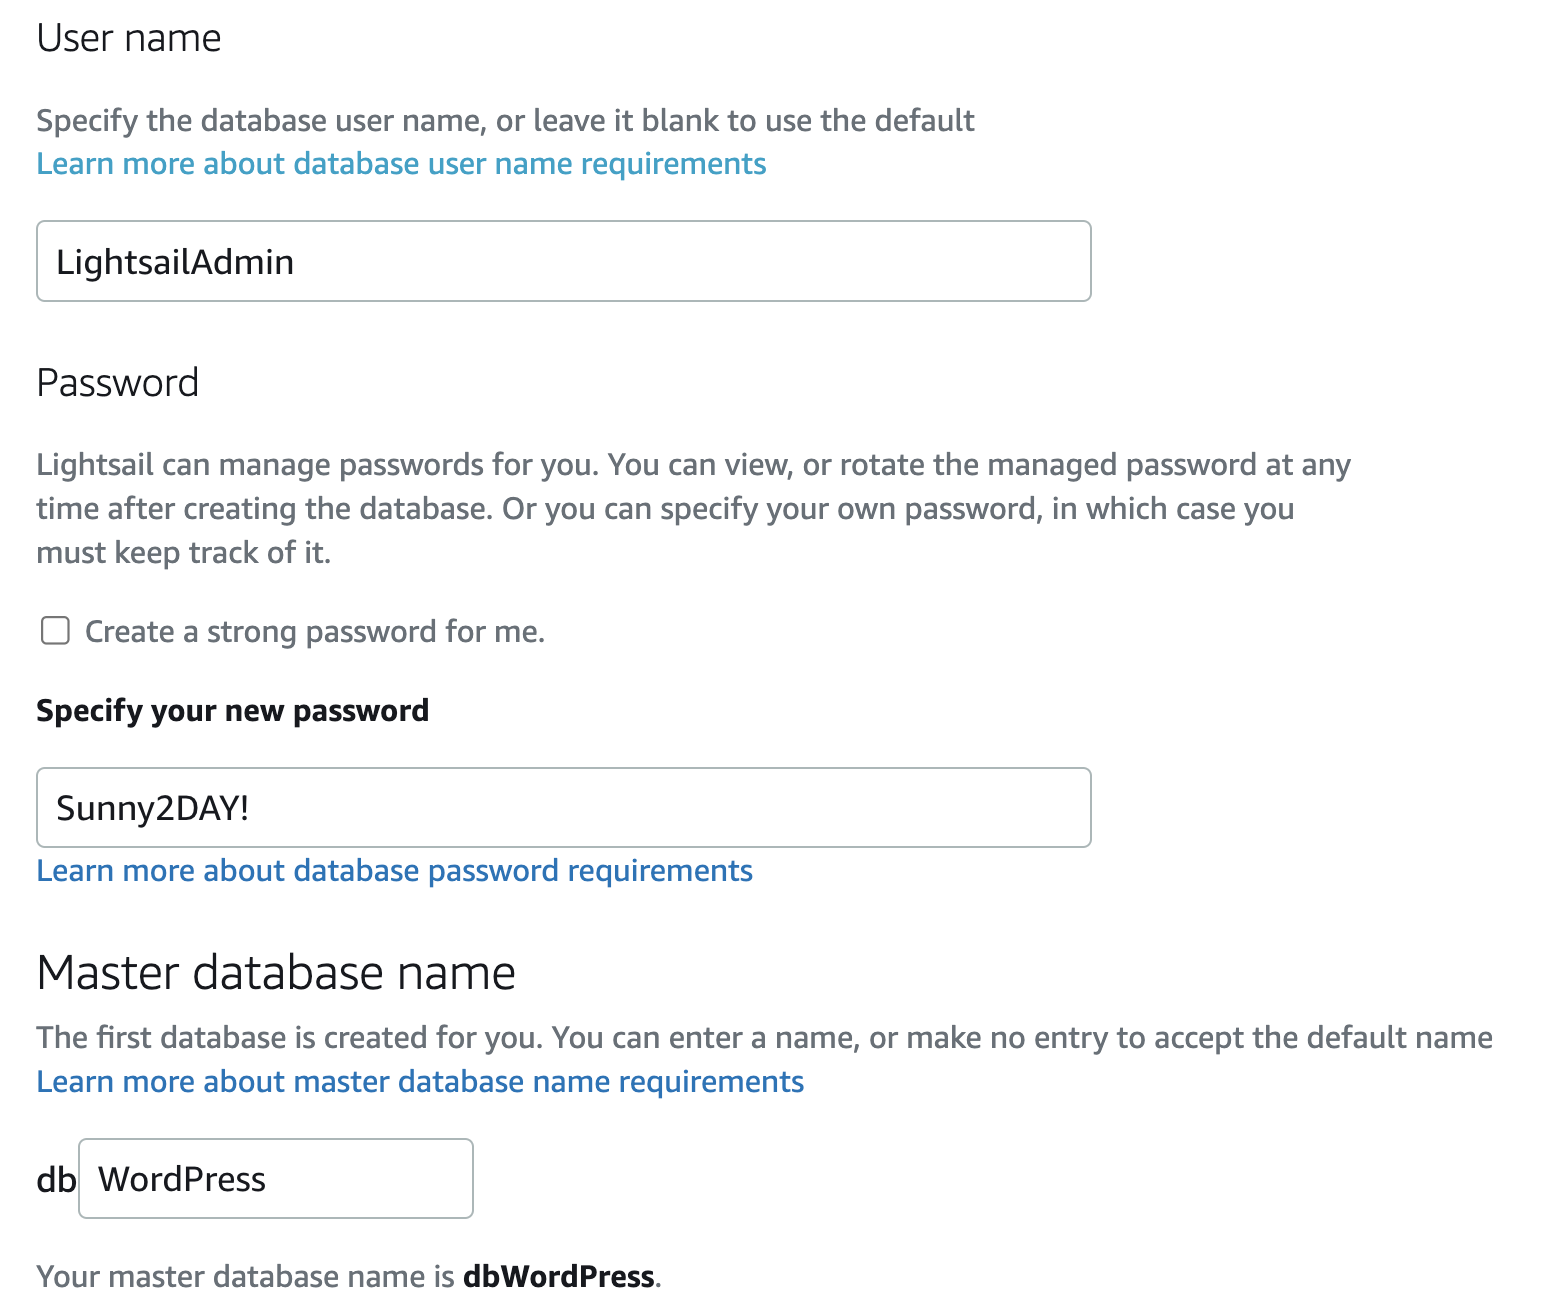 User name
Specify the database user name, or leave it blank to use the default
Learn more about database user name requirements
LightsailAdmin
Password
Lightsail can manage passwords for you. You can view, or rotate the managed password at any
time after creating the database. Or you can specify your own password, in which case you
must keep track of it.
Create a strong password for me.
Specify your new password
Sunny2DAY!
Learn more about database password requirements
Master database name
The first database is created for you. You can enter a name, or make no entry to accept the default name
Learn more about master database name requirements
db WordPress
Your master database name is dbWordPress.